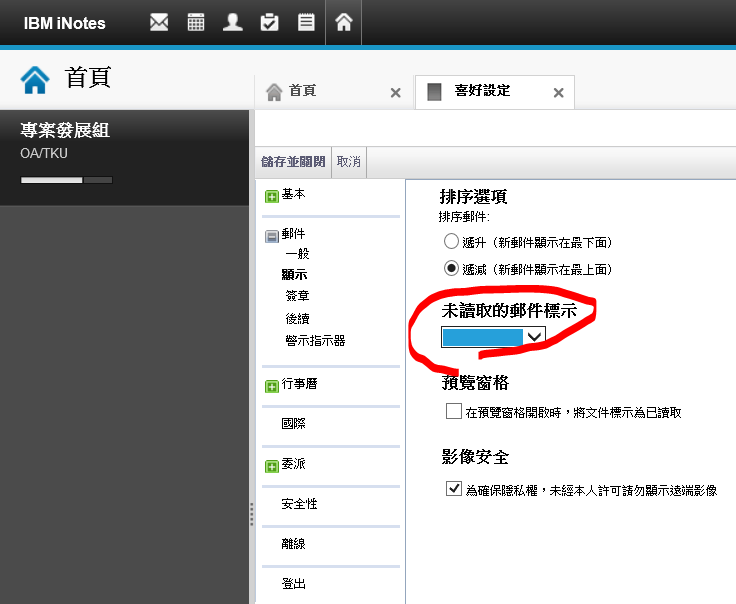 IBM iNotes
首頁
首頁
喜好設定
專案發展組
OA/TKU
儲存並關閉
取消
基本
郵件
一般
顯示
簽章
後續
警示指示器
行事曆
國際
委派
安全性
離線
登出
排序選項
排序郵件:
遞升（新郵件顯示在最下面）
遞減（新郵件顯示在最上面）
未讀取的郵件標示
預覽窗格
在預覽窗格開啟時，將文件標示為已讀取
影像安全
為確保隱私權，未經本人許可請勿顯示遠端影像